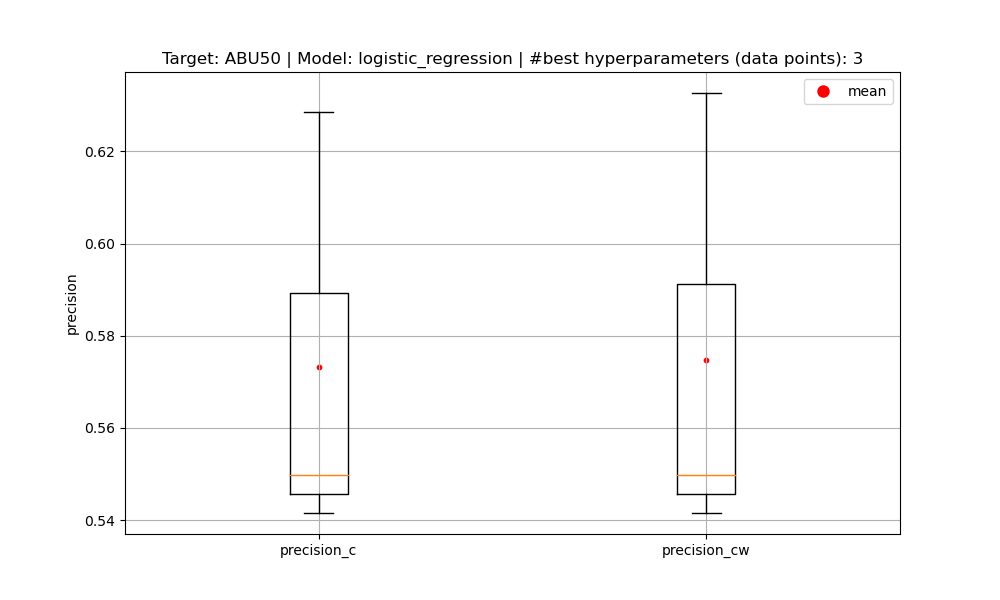 Target: ABU50 | Model: logistic_regression | #best hyperparameters (data points): 3
mean
0.62
0.60
0.58
0.56
0.54
precision
precision_c
precision_cw